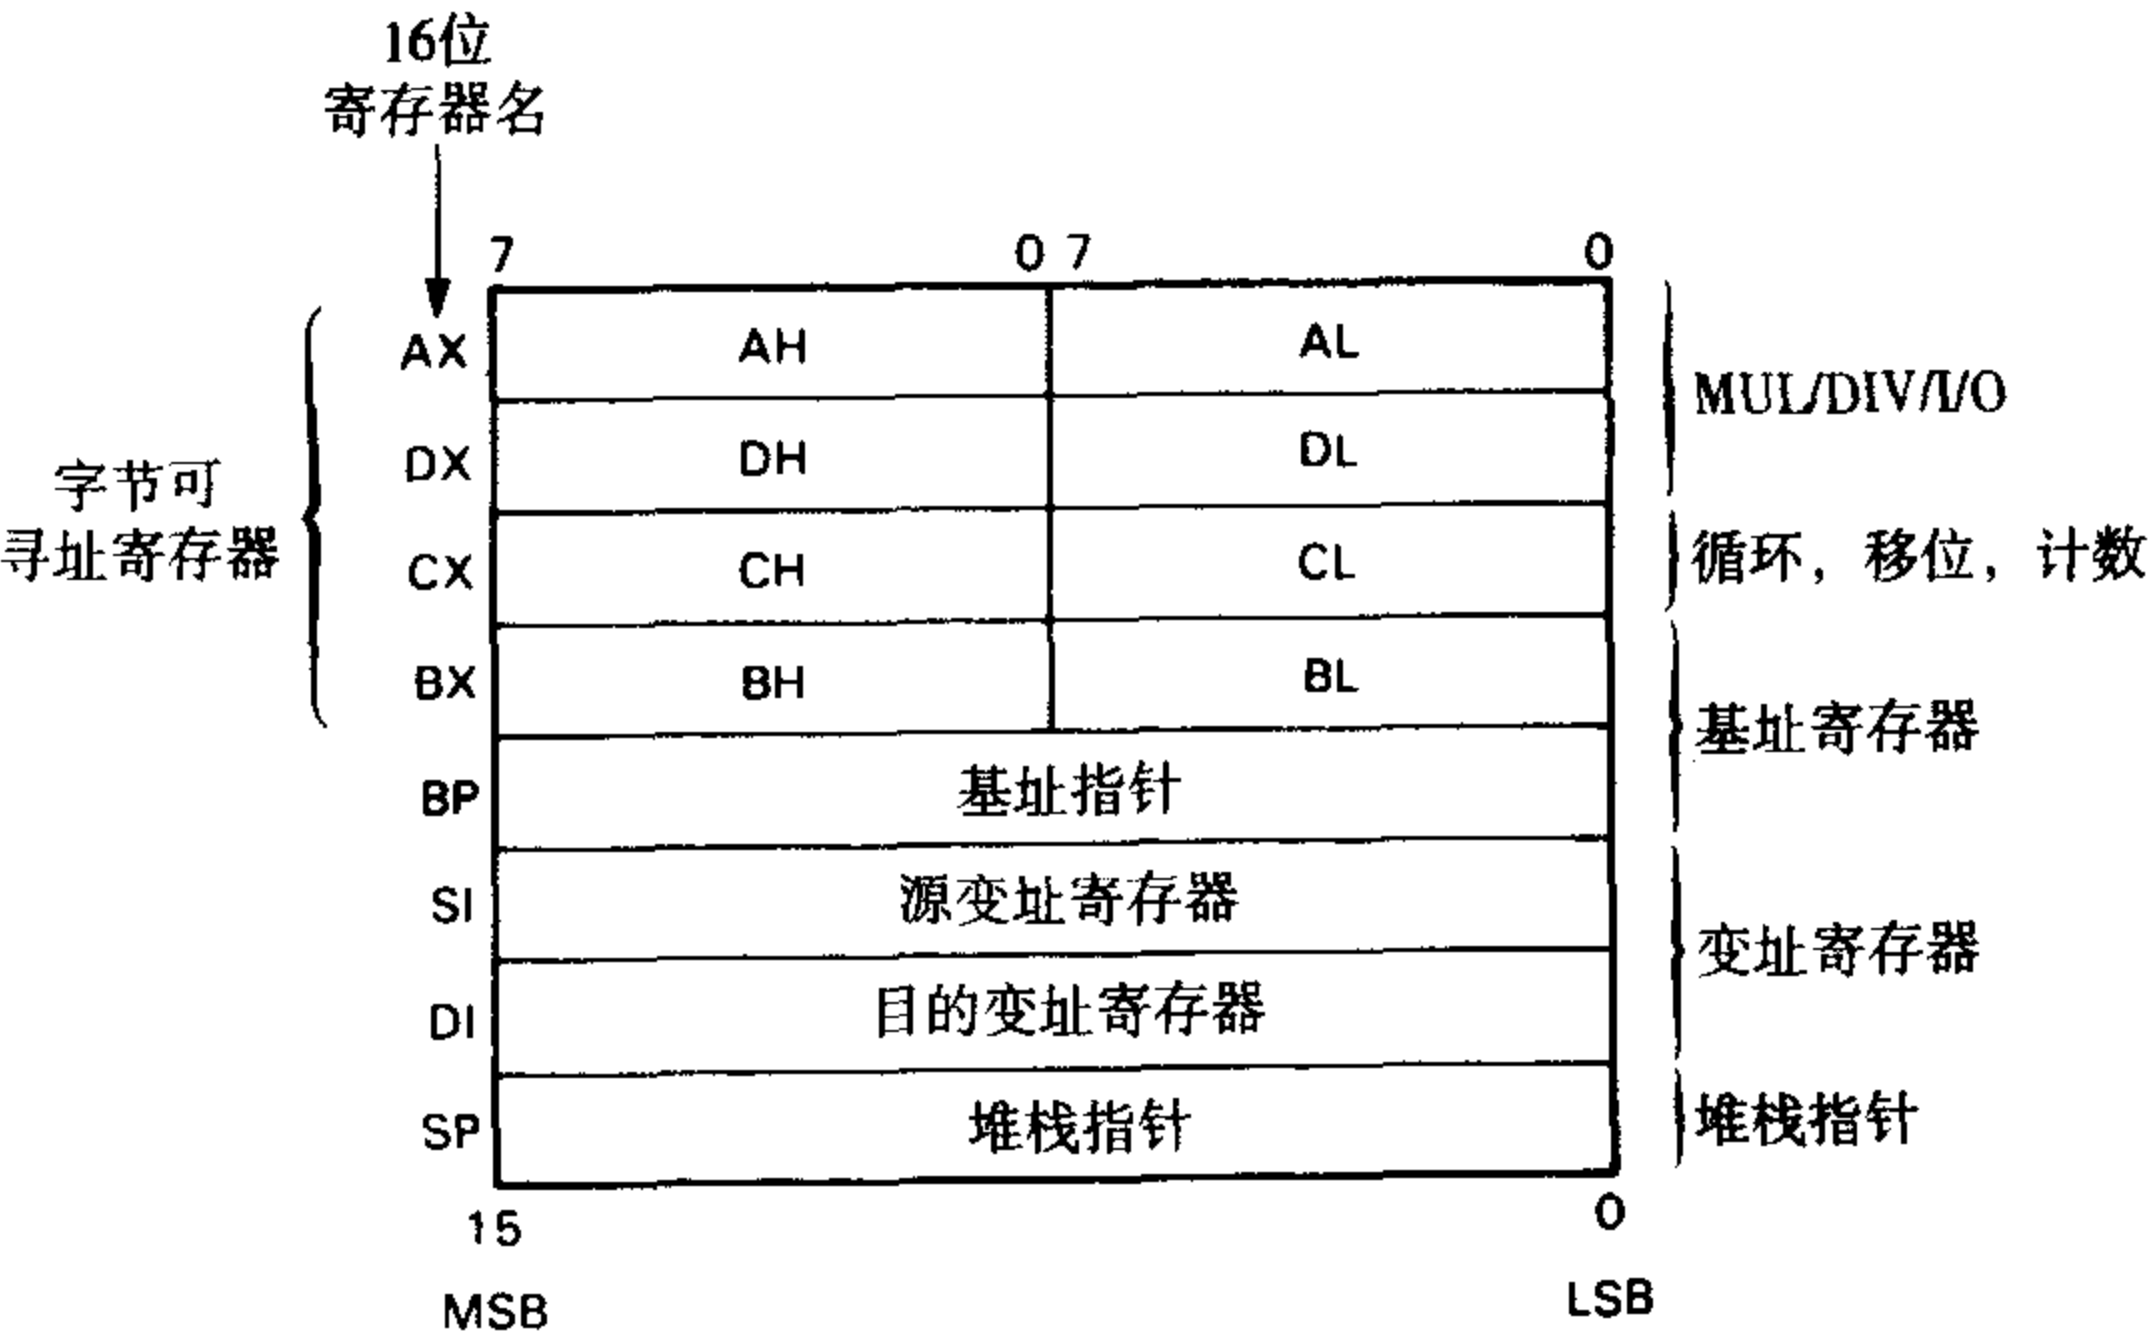 16位
寄存器名
7 0 7 0
AX AH AL
MUL/DIV/I/O
DX DH DL
字节可
寻址寄存器
CX CH CL 循环，移位，计数
BX BH BL
基址寄存器
BP 基址指针
SI 源变址寄存器
变址寄存器
DI 目的变址寄存器
SP 堆栈指针 堆栈指针
15 0
MSB LSB